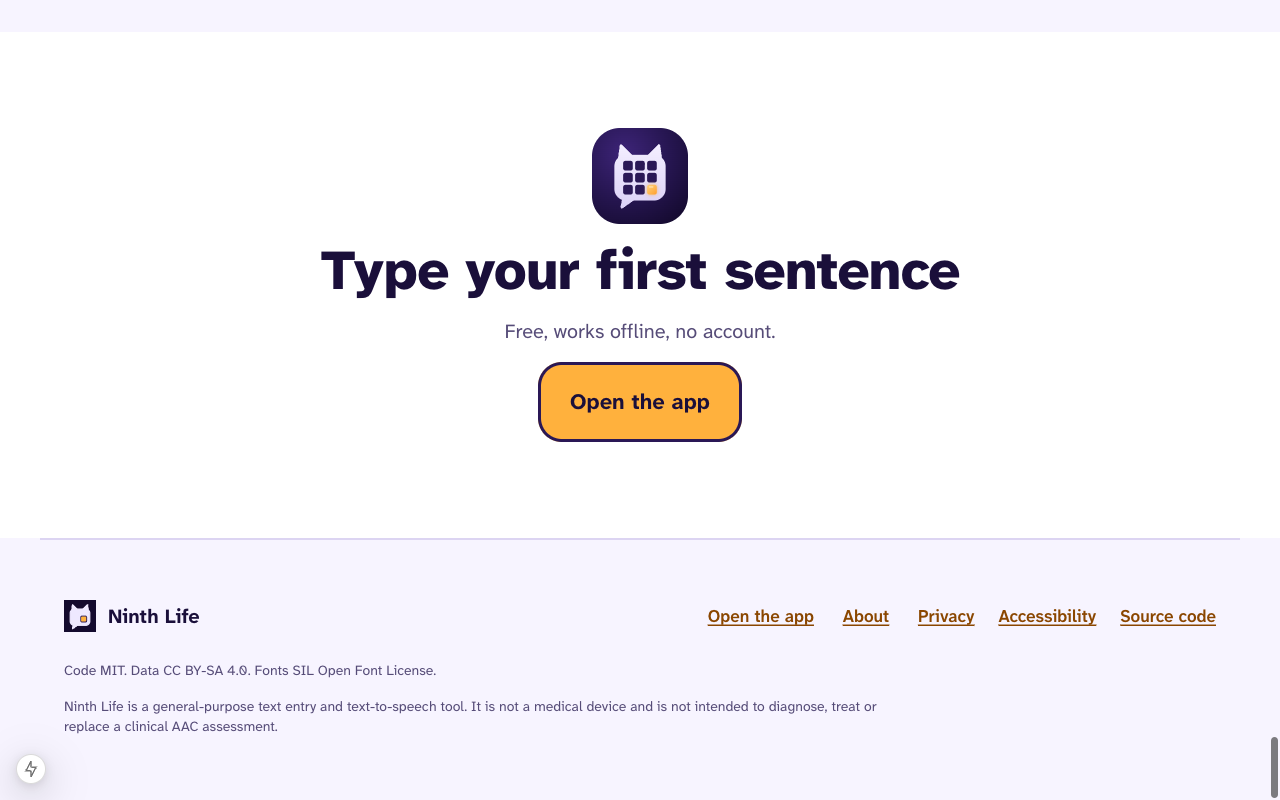 Type your first sentence
Free, works offline, no account.
Open the app
Ninth Life
Open the app About Privacy Accessibility Source code
Code MIT. Data CC BY-SA 4.0. Fonts SIL Open Font License.
Ninth Life is a general-purpose text entry and text-to-speech tool. It is not a medical device and is not intended to diagnose, treat or
replace a clinical AAC assessment.